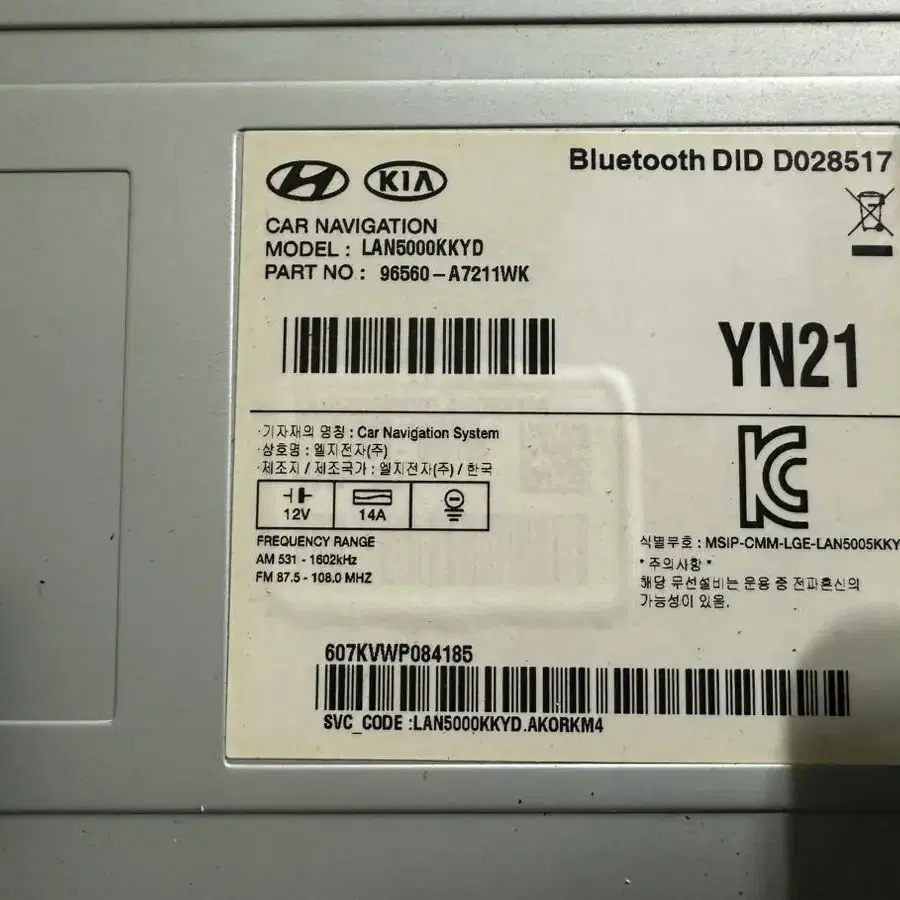 Bluetooth DID D028517
KIA
CAR NAVIGATION
MODEL : LAN5000KKYD
PART NO : 96560-A7211WK
YN21
·기자재의 명칭 : Car Navigation System
·상호명 : 엘지전자(주)
·제조지 / 제조국가 : 엘지전자(주) / 한국
12V
14A
FREQUENCY RANGE
AM 531 - 1602kHz
FM 87.5 - 108.0 MHZ
식별부호 : MSIP-CMM-LGE-LAN5005KKY
* 주의사항 *
해당 무선설비는 운용 중 전파혼신의
가능성이 있음.
607KVWP084185
SVC_CODE :LAN5000KKYD.AKORKM4